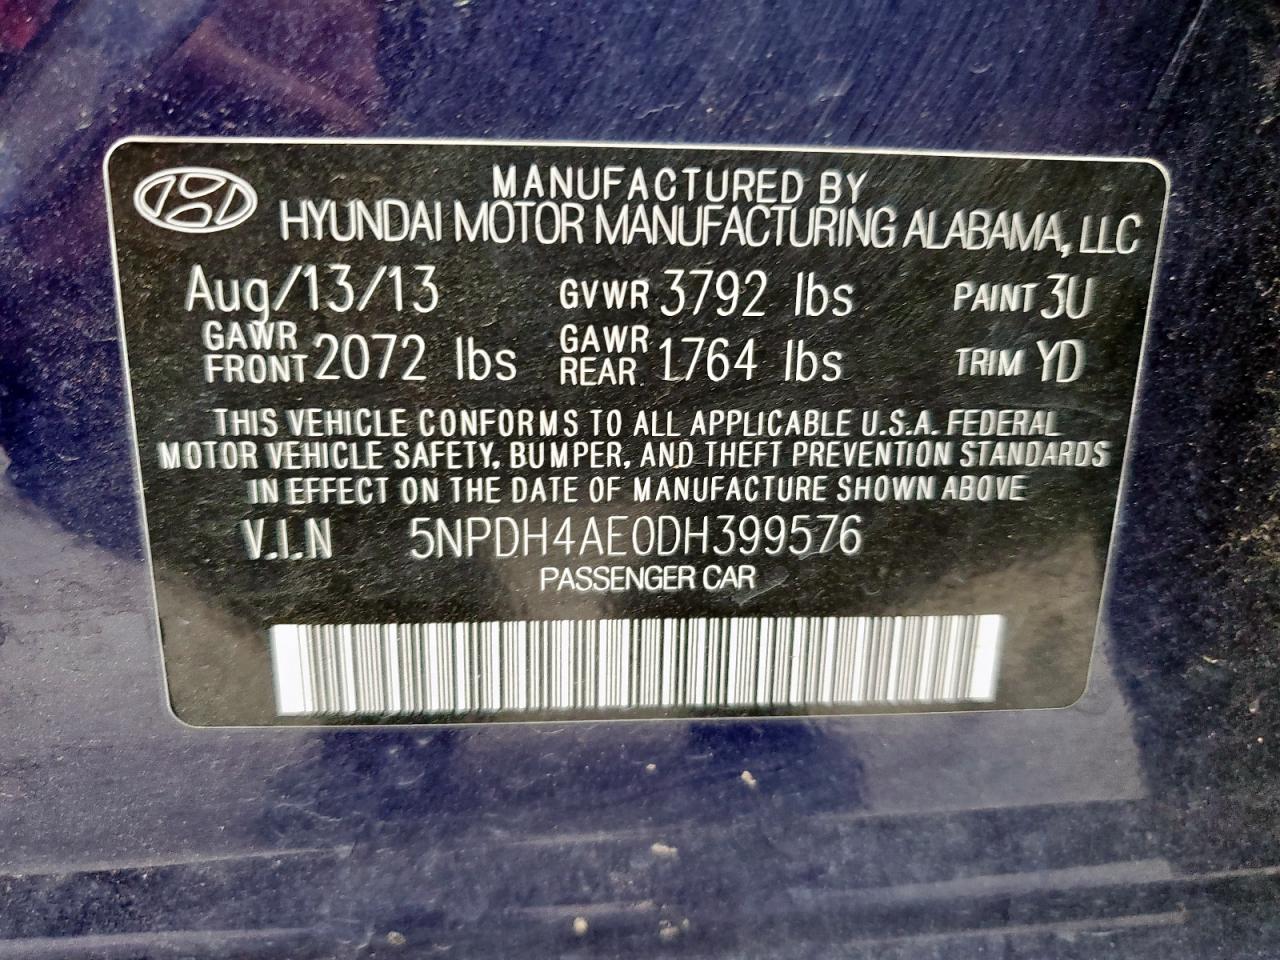 MANUFACTURED BY
HYUNDAI MOTOR MANUFACTURING ALABAMA, LLC
Aug/13/13 GVWR 3792 lbs PAINT 3U
GAWR FRONT 2072 lbs GAWR REAR 1764 lbs TRIM YD
THIS VEHICLE CONFORMS TO ALL APPLICABLE U.S.A. FEDERAL
MOTOR VEHICLE SAFETY, BUMPER, AND THEFT PREVENTION STANDARDS
IN EFFECT ON THE DATE OF MANUFACTURE SHOWN ABOVE
V.I.N 5NPDH4AE0DH399576
PASSENGER CAR